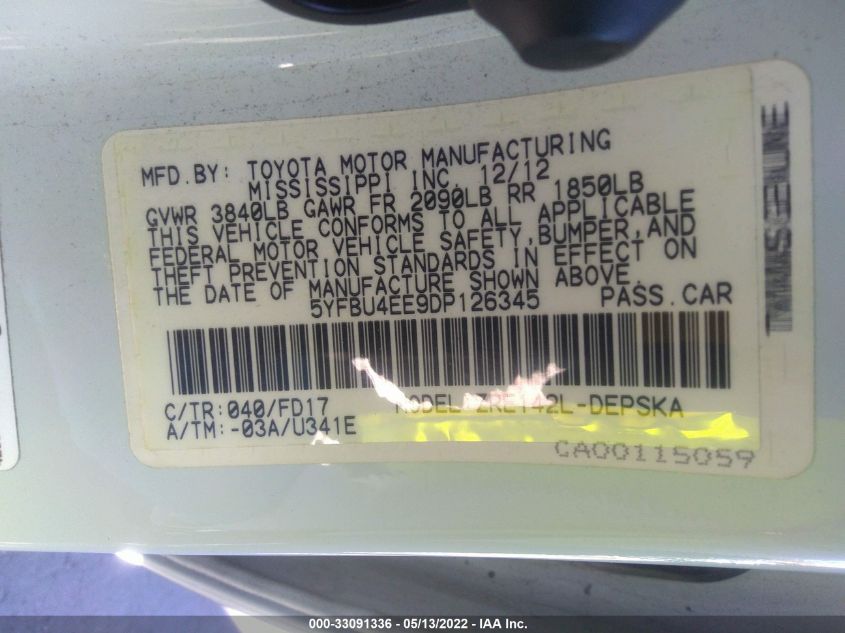 MFD.BY: TOYOTA MOTOR MANUFACTURING
MISSISSIPPI INC. 12/12
GVWR 3840LB GAWR FR 2090LB RR 1850LB
THIS VEHICLE CONFORMS TO ALL APPLICABLE
FEDERAL MOTOR VEHICLE SAFETY,BUMPER,AND
THEFT PREVENTION STANDARDS IN EFFECT ON
THE DATE OF MANUFACTURE SHOWN ABOVE.
5YFBU4EE9DP126345 PASS.CAR
C/TR:040/FD17 MODEL:ZRE142L-DEPSKA
A/TM:-03A/U341E
CA00115059
000-33091336 - 05/13/2022 - IAA Inc.